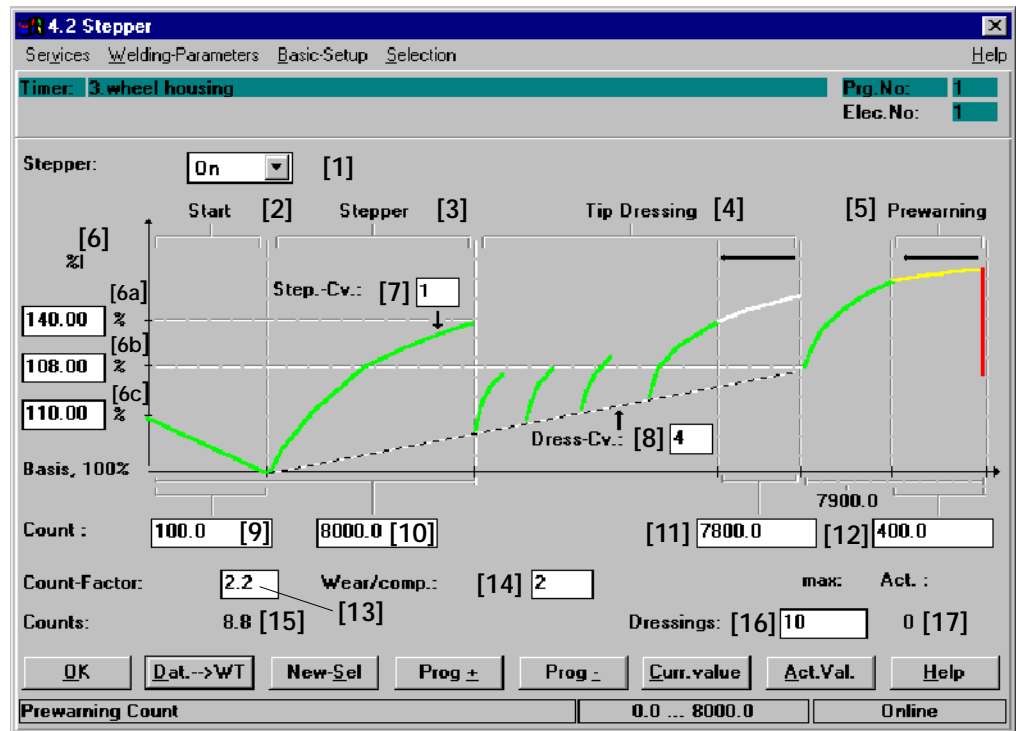 4.2 Stepper
Services Welding-Parameters Basic-Setup Selection Help
Timer: 3.wheel housing Prg.No: 1
Elec.No: 1
Stepper: On [1]
Start [2] Stepper [3] Tip Dressing [4] [5] Prewarning
[6]
%I
[6a] Step.-Cv.: [7] 1
140.00 %
[6b]
108.00 %
[6c]
110.00 %
Dress-Cv.: [8] 4
Basis, 100%
7900.0
Count : 100.0 [9] 8000.0 [10] [11] 7800.0 [12] 400.0
Count-Factor: 2.2 Wear/comp.: [14] 2 max: Act. :
[13]
Counts: 8.8 [15] Dressings: [16] 10 0 [17]
OK Dat.-->WT New-Sel Prog + Prog - Curr.value Act.Val. Help
Prewarning Count 0.0 ... 8000.0 Online